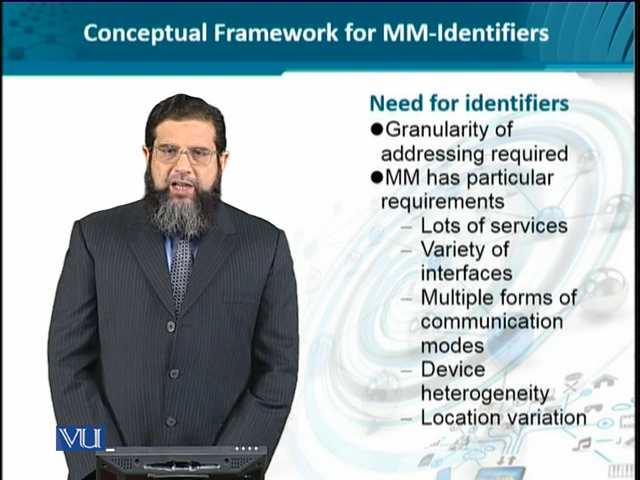 Conceptual Framework for MM-Identifiers
Need for identifiers
●Granularity of
addressing required
●MM has particular
requirements
– Lots of services
– Variety of
interfaces
– Multiple forms of
communication
modes
– Device
heterogeneity
– Location variation
VU